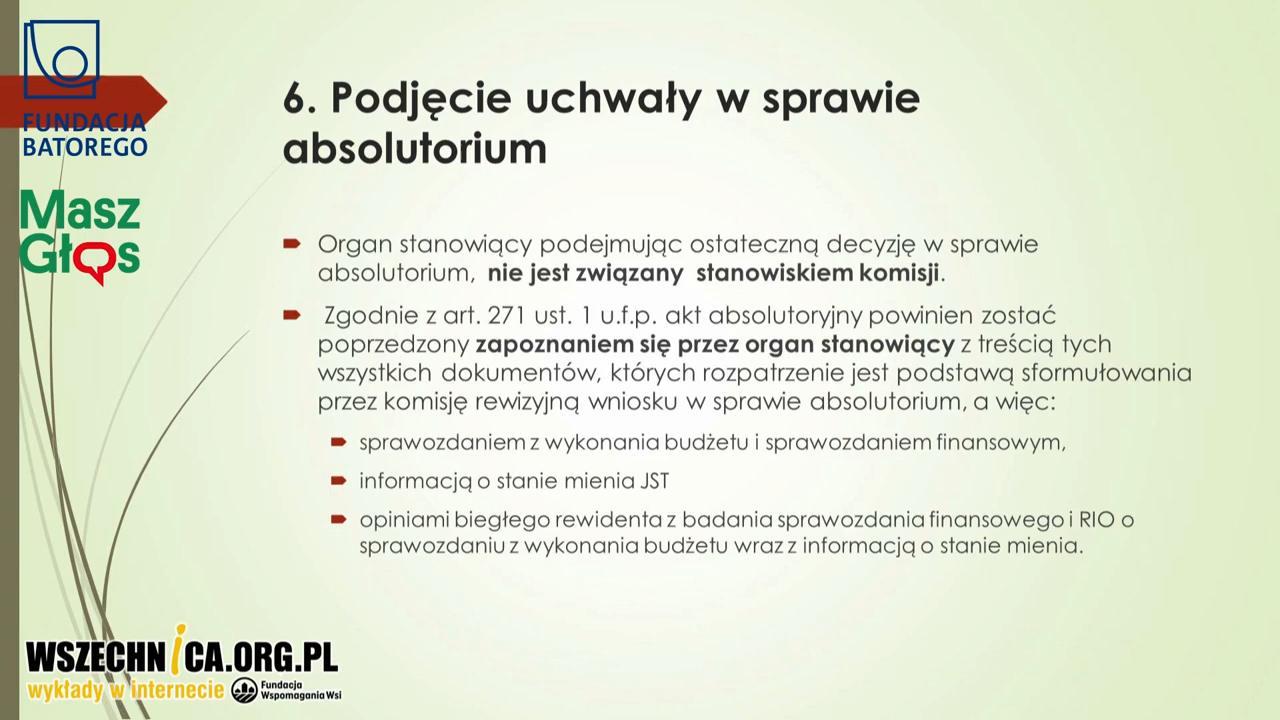 FUNDACJA
BATOREGO
Masz
Głos
6. Podjęcie uchwały w sprawie
absolutorium
Organ stanowiący podejmując ostateczną decyzję w sprawie
absolutorium, nie jest związany stanowiskiem komisji.
Zgodnie z art. 271 ust. 1 u.f.p. akt absolutoryjny powinien zostać
poprzedzony zapoznaniem się przez organ stanowiący z treścią tych
wszystkich dokumentów, których rozpatrzenie jest podstawą sformułowania
przez komisję rewizyjną wniosku w sprawie absolutorium, a więc:
sprawozdaniem z wykonania budżetu i sprawozdaniem finansowym,
informacją o stanie mienia JST
opiniami biegłego rewidenta z badania sprawozdania finansowego i RIO o
sprawozdaniu z wykonania budżetu wraz z informacją o stanie mienia.
WSZECHNiCA.ORG.PL
wykłady w internecie
Fundacja
Wspomagania Wsi